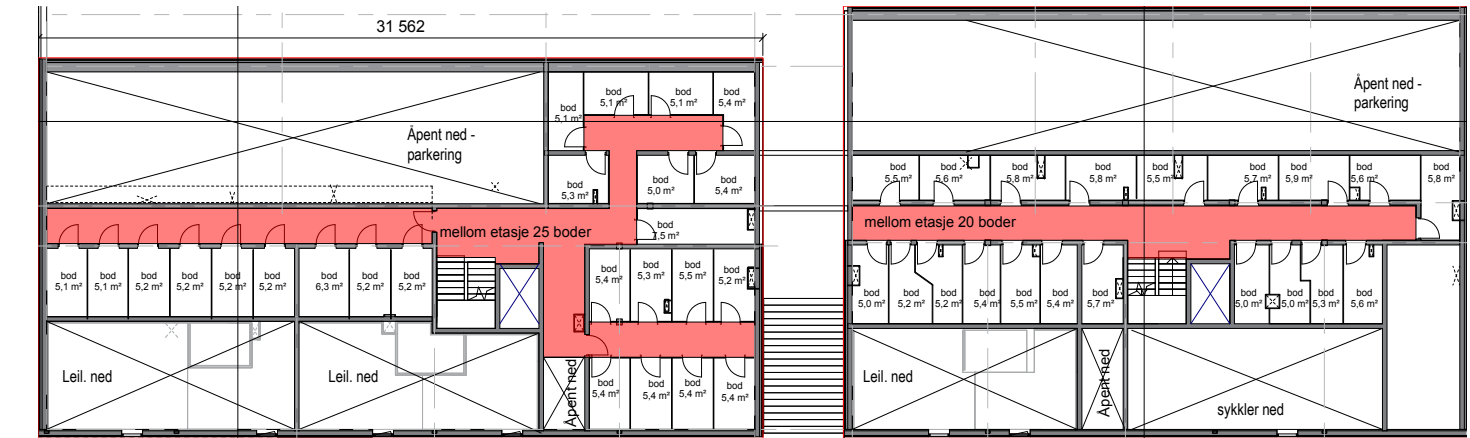 31 562
bod
5,1 m²
bod
5,1 m²
bod
5,4 m²
bod
5,1 m²
Åpent ned -
parkering
bod
5,3 m²
bod
5,0 m²
bod
5,4 m²
mellom etasje 25 boder
bod
7,5 m²
bod
5,1 m²
bod
5,1 m²
bod
5,2 m²
bod
5,2 m²
bod
5,2 m²
bod
5,2 m²
bod
6,3 m²
bod
5,2 m²
bod
5,2 m²
bod
5,4 m²
bod
5,3 m²
bod
5,5 m²
bod
5,2 m²
Leil. ned
Leil. ned
Åpent ned
bod
5,4 m²
bod
5,4 m²
bod
5,4 m²
bod
5,4 m²
Åpent ned -
parkering
bod
5,5 m²
bod
5,6 m²
bod
5,8 m²
bod
5,8 m²
bod
5,5 m²
bod
5,7 m²
bod
5,9 m²
bod
5,6 m²
bod
5,8 m²
mellom etasje 20 boder
bod
5,0 m²
bod
5,2 m²
bod
5,2 m²
bod
5,4 m²
bod
5,5 m²
bod
5,4 m²
bod
5,7 m²
bod
5,0 m²
bod
5,0 m²
bod
5,3 m²
bod
5,6 m²
Leil. ned
Åpent ned
sykkler ned